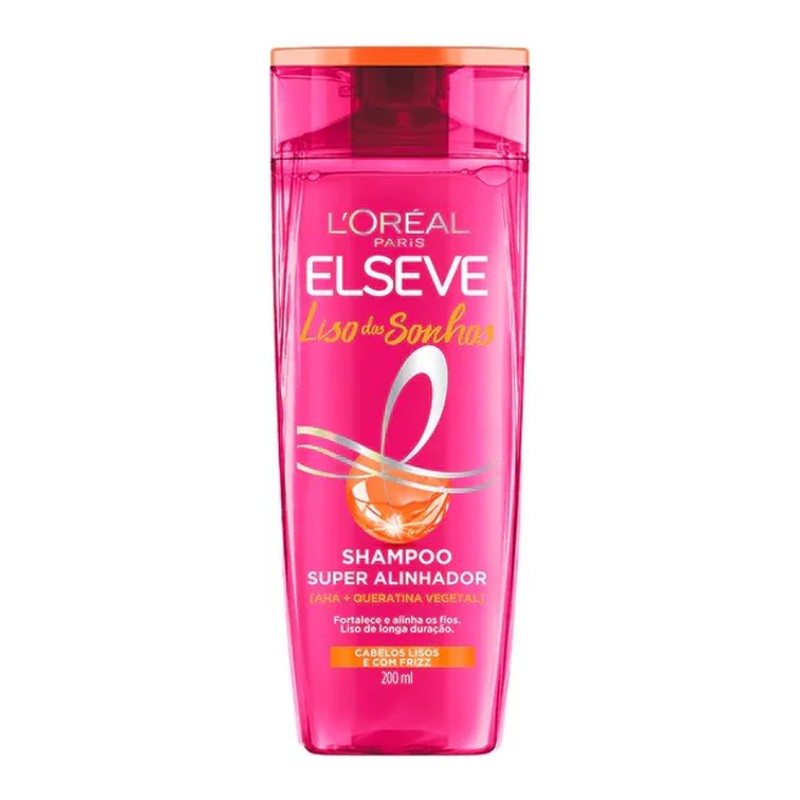 L'ORÉAL
PARIS
ELSEVE
Liso dos Sonhos
SHAMPOO
SUPER ALINHADOR
[AHA + QUERATINA VEGETAL]
Fortalece e alinha os fios.
Liso de longa duração.
CABELOS LISOS
E COM FRIZZ
200 ml